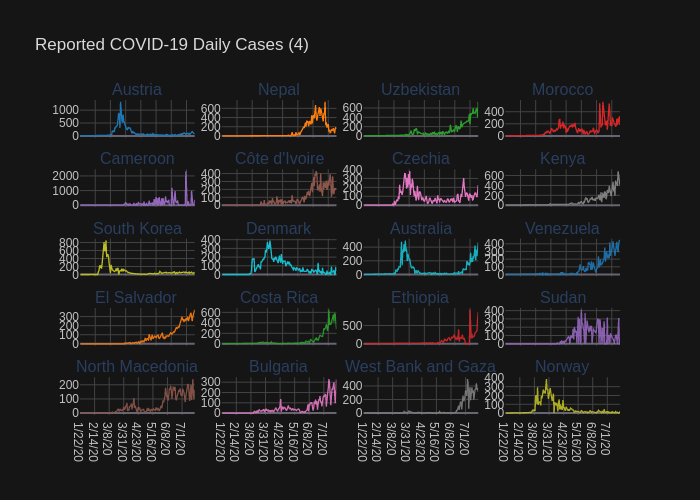 Reported COVID-19 Daily Cases (4)
Austria Nepal Uzbekistan Morocco
1000 500 0
600 400 200 0
600 400 200 0
400 200 0
Cameroon Côte d'Ivoire Czechia Kenya
2000 1000 0
400 300 200 100 0
400 300 200 100 0
600 400 200 0
South Korea Denmark Australia Venezuela
800 600 400 200 0
400 300 200 100 0
400 200 0
400 300 200 100 0
El Salvador Costa Rica Ethiopia Sudan
300 200 100 0
600 400 200 0
500 0
400 300 200 100 0
North Macedonia Bulgaria West Bank and Gaza Norway
200 100 0
300 200 100 0
400 200 0
400 300 200 100 0
1/22/20 2/14/20 3/8/20 3/31/20 4/23/20 5/16/20 6/8/20 7/1/20
1/22/20 2/14/20 3/8/20 3/31/20 4/23/20 5/16/20 6/8/20 7/1/20
1/22/20 2/14/20 3/8/20 3/31/20 4/23/20 5/16/20 6/8/20 7/1/20
1/22/20 2/14/20 3/8/20 3/31/20 4/23/20 5/16/20 6/8/20 7/1/20